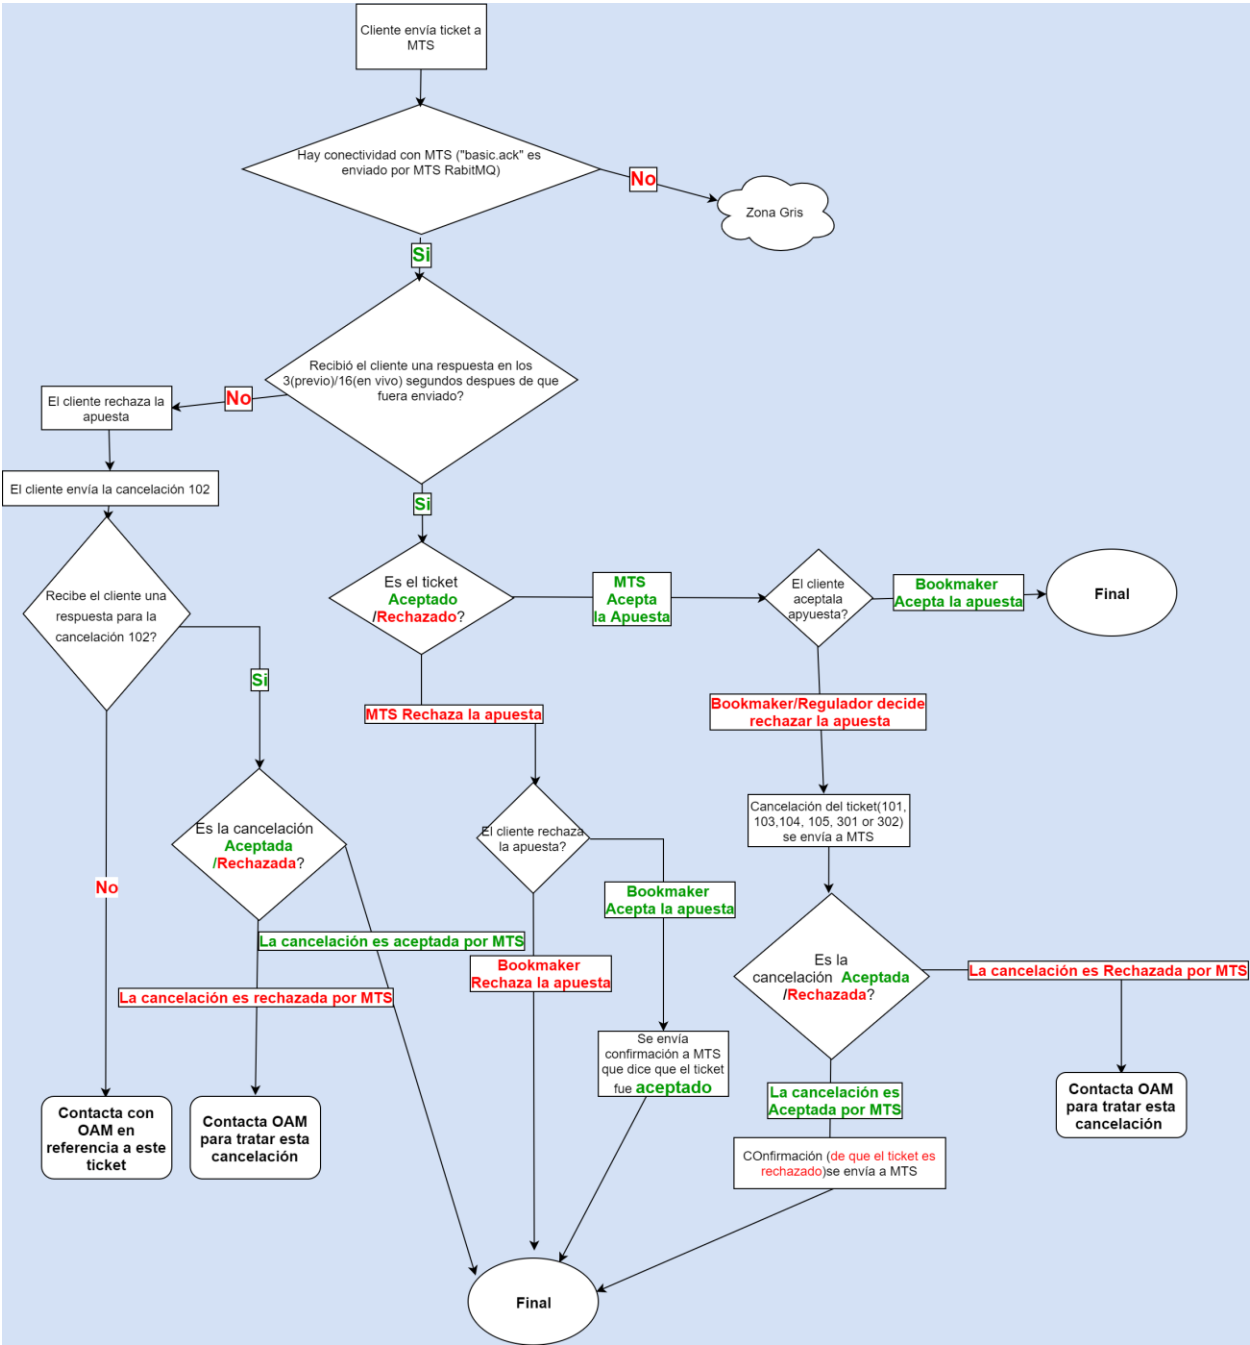 Cliente envía ticket a
MTS
Hay conectividad con MTS ("basic.ack" es
enviado por MTS RabitMQ)
No
Zona Gris
Si
Recibió el cliente una respuesta en los
3(previo)/16(en vivo) segundos despues de que
fuera enviado?
No
El cliente rechaza la
apuesta
El cliente envía la cancelación 102
Si
Recibe el cliente una
respuesta para la
cancelación 102?
Es el ticket
Aceptado
/Rechazado?
MTS
Acepta
la Apuesta
El cliente
aceptala
apyuesta?
Bookmaker
Acepta la apuesta
Final
Si
MTS Rechaza la apuesta
Bookmaker/Regulador decide
rechazar la apuesta
Es la cancelación
Aceptada
/Rechazada?
El cliente rechaza
la apuesta?
Cancelación del ticket(101,
103,104, 105, 301 or 302)
se envía a MTS
No
Bookmaker
Acepta la apuesta
La cancelación es aceptada por MTS
Bookmaker
Rechaza la apuesta
La cancelación es rechazada por MTS
Es la
cancelación Aceptada
/Rechazada?
La cancelación es Rechazada por MTS
Se envía
confirmación a MTS
que dice que el ticket
fue aceptado
La cancelación es
Aceptada por MTS
Contacta con
OAM en
referencia a este
ticket
Contacta OAM
para tratar esta
cancelación
Contacta OAM
para tratar esta
cancelación
COnfirmación (de que el ticket es
rechazado)se envía a MTS
Final